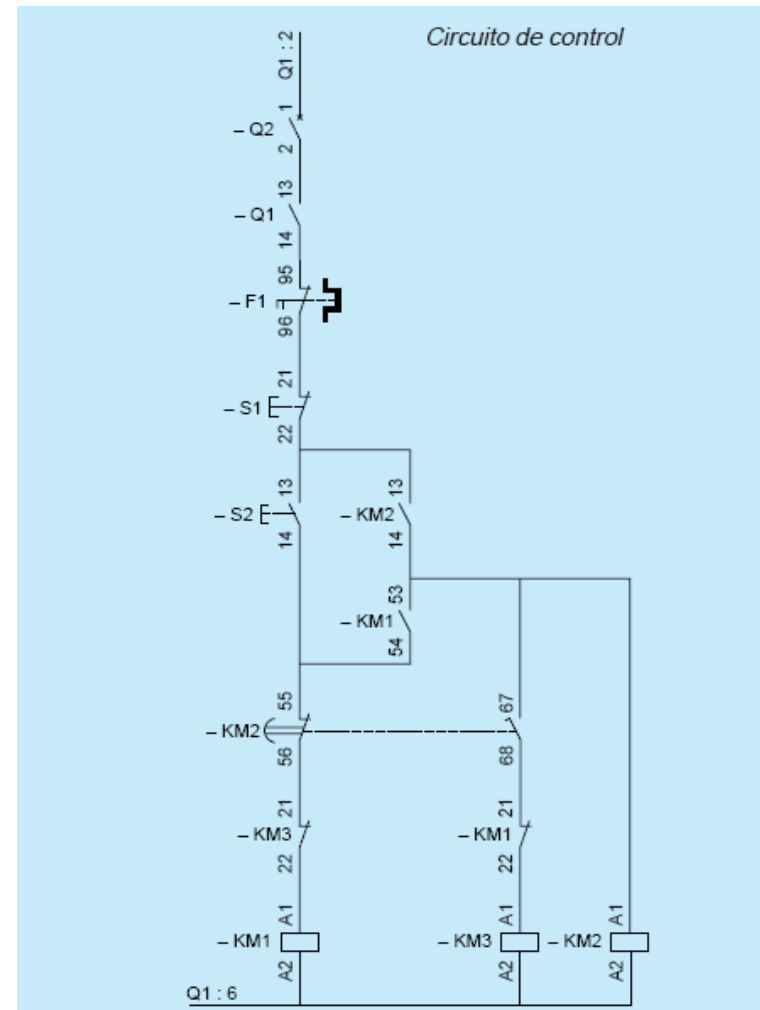 Circuito de control
Q1 : 2
1
– Q2
2
13
– Q1
14
95
– F1
96
21
– S1
22
13
– S2
14
13
– KM2
14
53
– KM1
54
55
– KM2
56
67
68
21
– KM3
22
21
– KM1
22
A1
– KM1
A2
A1
– KM3
A2
A1
– KM2
A2
Q1 : 6